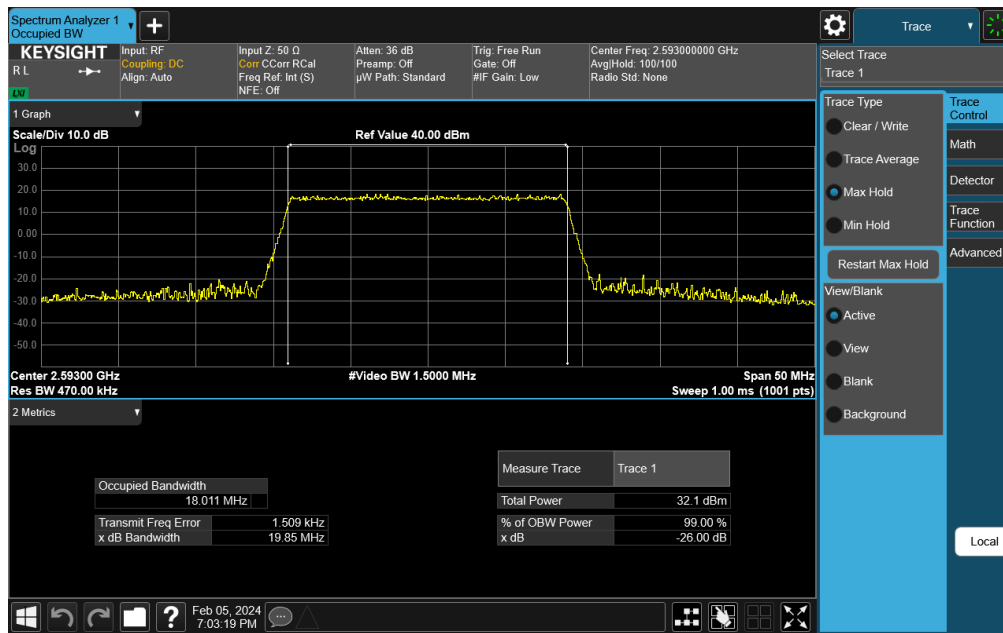 Spectrum Analyzer 1
Occupied BW
Trace
KEYSIGHT
R L
LXI
Input: RF
Coupling: DC
Align: Auto
Input Z: 50 Ω
Corr CCorr RCal
Freq Ref: Int (S)
NFE: Off
Atten: 36 dB
Preamp: Off
µW Path: Standard
Trig: Free Run
Gate: Off
#IF Gain: Low
Center Freq: 2.593000000 GHz
Avg|Hold: 100/100
Radio Std: None
Select Trace
Trace 1
1 Graph
Scale/Div 10.0 dB
Ref Value 40.00 dBm
Log
30.0
20.0
10.0
0.00
-10.0
-20.0
-30.0
-40.0
-50.0
Center 2.59300 GHz
#Video BW 1.5000 MHz
Span 50 MHz
Res BW 470.00 kHz
Sweep 1.00 ms (1001 pts)
Trace Type
Clear / Write
Trace Average
Max Hold
Min Hold
Restart Max Hold
View/Blank
Active
View
Blank
Background
Trace
Control
Math
Detector
Trace
Function
Advanced
2 Metrics
Occupied Bandwidth
18.011 MHz
Transmit Freq Error 1.509 kHz
x dB Bandwidth 19.85 MHz
Measure Trace Trace 1
Total Power 32.1 dBm
% of OBW Power 99.00 %
x dB -26.00 dB
Local
?
Feb 05, 2024
7:03:19 PM